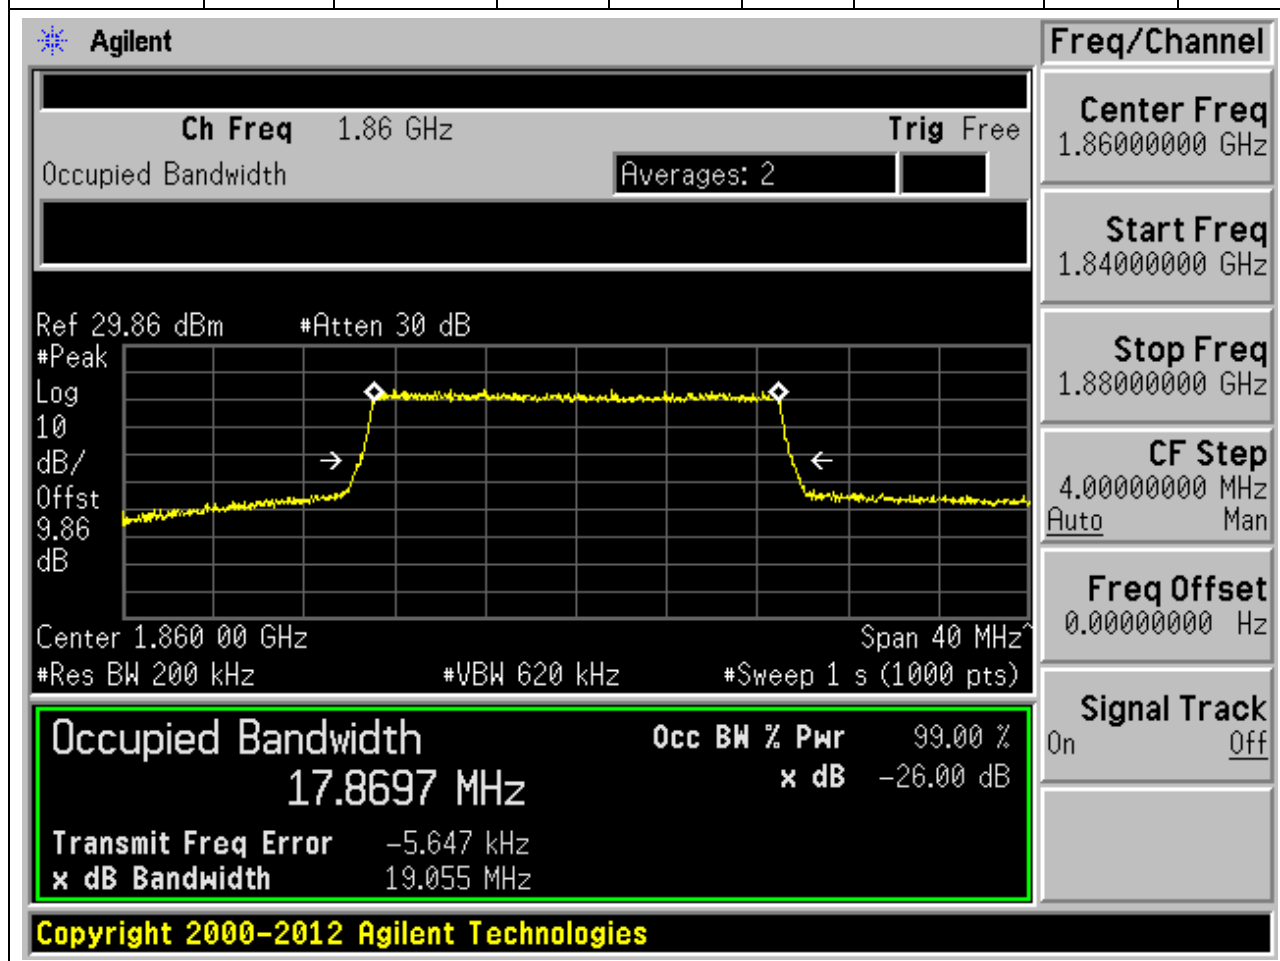 Agilent
Freq/Channel
Ch Freq 1.86 GHz Trig Free
Occupied Bandwidth Averages: 2
Center Freq
1.86000000 GHz
Start Freq
1.84000000 GHz
Stop Freq
1.88000000 GHz
CF Step
4.00000000 MHz
Auto Man
Freq Offset
0.00000000 Hz
Signal Track
On Off
Ref 29.86 dBm #Atten 30 dB
#Peak
Log
10
dB/
Offst
9.86
dB
Center 1.860 00 GHz Span 40 MHz^
#Res BW 200 kHz #VBW 620 kHz #Sweep 1 s (1000 pts)
Occupied Bandwidth Occ BW % Pwr 99.00 %
17.8697 MHz x dB -26.00 dB
Transmit Freq Error -5.647 kHz
x dB Bandwidth 19.055 MHz
Copyright 2000-2012 Agilent Technologies